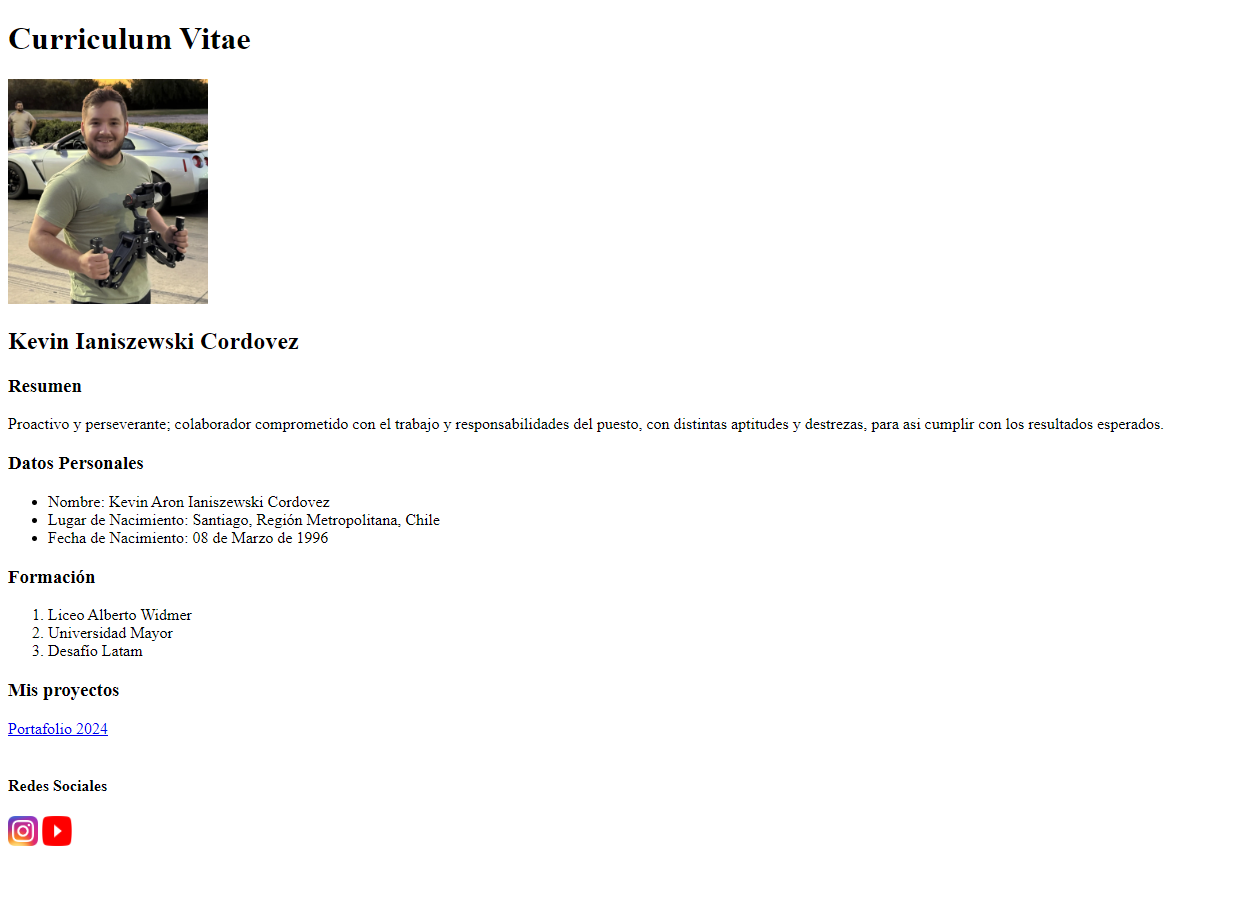 Curriculum Vitae
Kevin Ianiszewski Cordovez
Resumen
Proactivo y perseverante; colaborador comprometido con el trabajo y responsabilidades del puesto, con distintas aptitudes y destrezas, para asi cumplir con los resultados esperados.
Datos Personales
• Nombre: Kevin Aron Ianiszewski Cordovez
• Lugar de Nacimiento: Santiago, Región Metropolitana, Chile
• Fecha de Nacimiento: 08 de Marzo de 1996
Formación
1. Liceo Alberto Widmer
2. Universidad Mayor
3. Desafío Latam
Mis proyectos
Portafolio 2024
Redes Sociales